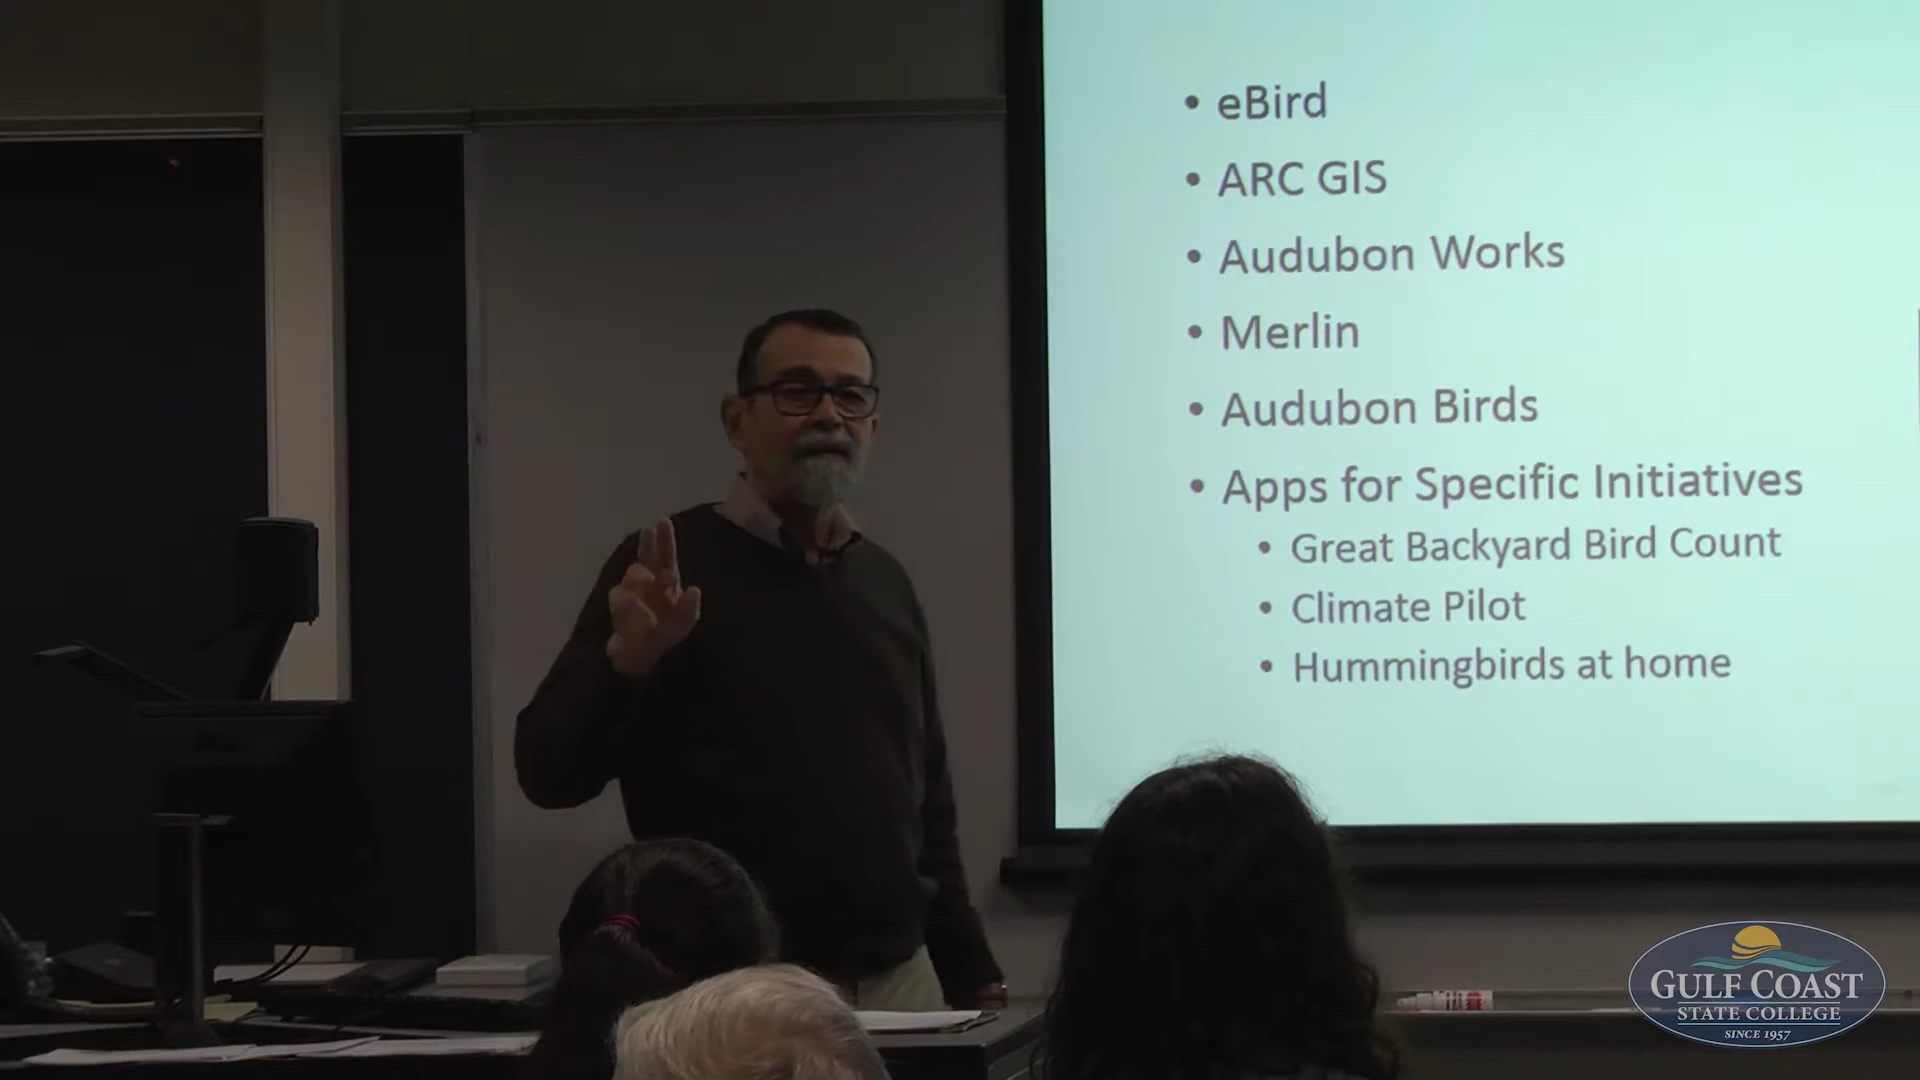 • eBird
• ARC GIS
• Audubon Works
• Merlin
• Audubon Birds
• Apps for Specific Initiatives
• Great Backyard Bird Count
• Climate Pilot
• Hummingbirds at home
GULF COAST
STATE COLLEGE
SINCE 1957